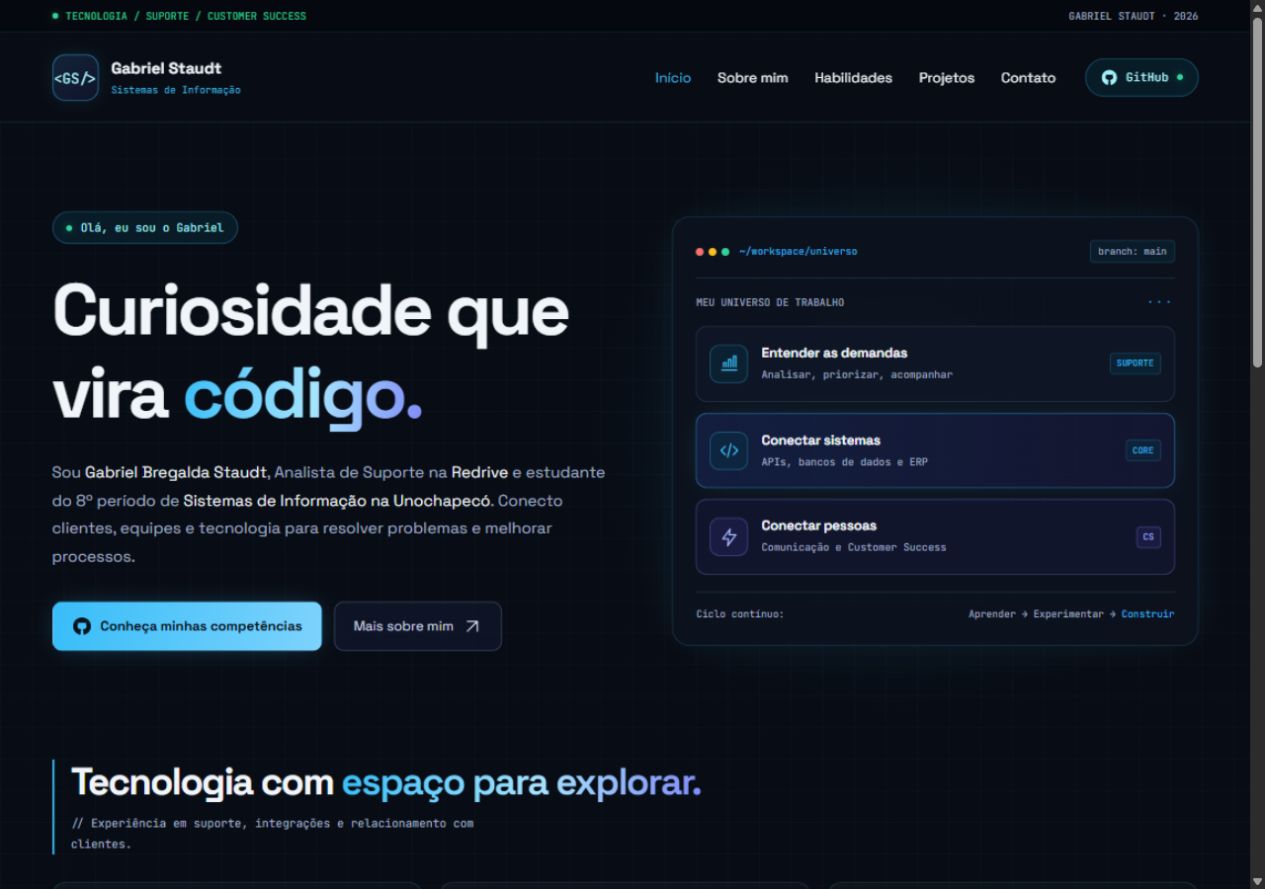 TECNOLOGIA / SUPORTE / CUSTOMER SUCCESS
GABRIEL STAUDT · 2026
<GS/>
Gabriel Staudt
Sistemas de Informação
Início
Sobre mim
Habilidades
Projetos
Contato
GitHub
Olá, eu sou o Gabriel
Curiosidade que
vira código.
Sou Gabriel Bregalda Staudt, Analista de Suporte na Redrive e estudante
do 8º período de Sistemas de Informação na Unochapecó. Conecto
clientes, equipes e tecnologia para resolver problemas e melhorar
processos.
Conheça minhas competências
Mais sobre mim
~/workspace/universo
branch: main
MEU UNIVERSO DE TRABALHO
...
Entender as demandas
Analisar, priorizar, acompanhar
SUPORTE
</>
Conectar sistemas
APIs, bancos de dados e ERP
CORE
Conectar pessoas
Comunicação e Customer Success
CS
Ciclo contínuo:
Aprender → Experimentar → Construir
Tecnologia com espaço para explorar.
// Experiência em suporte, integrações e relacionamento com
clientes.